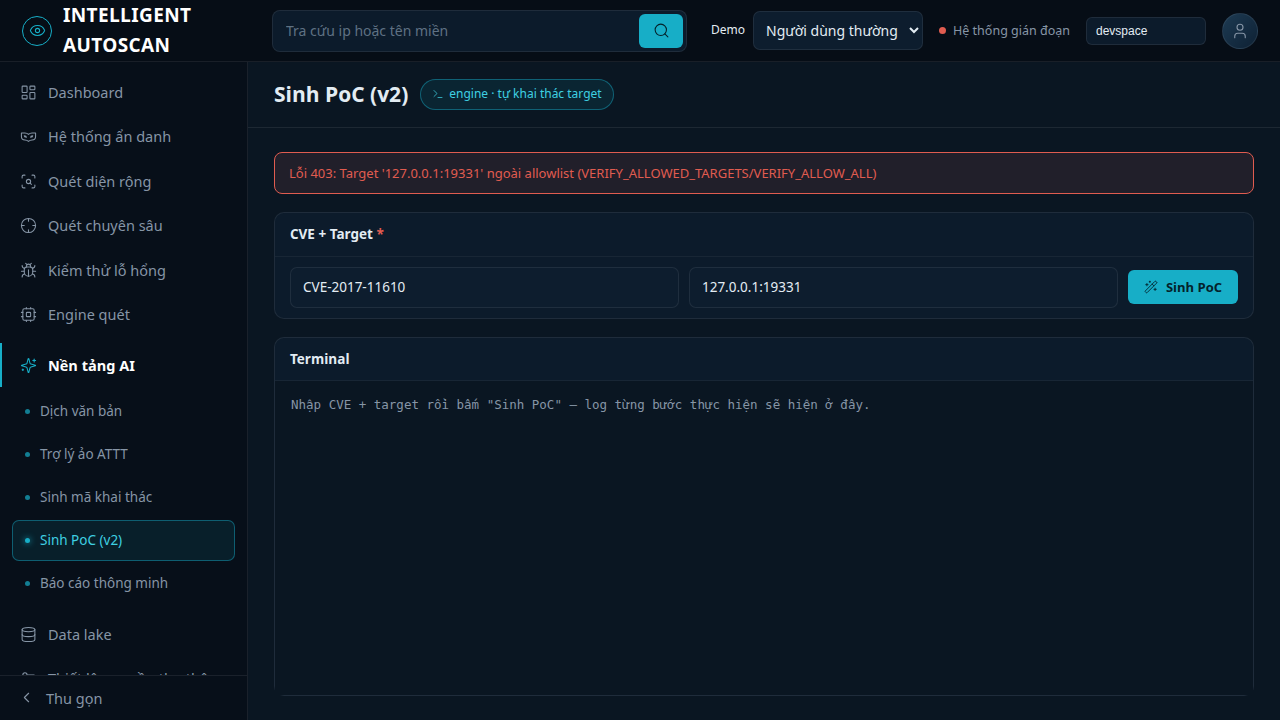 INTELLIGENT
AUTOSCAN
Tra cứu ip hoặc tên miền
Demo
Người dùng thường
Hệ thống gián đoạn
devspace
Dashboard
Hệ thống ẩn danh
Quét diện rộng
Quét chuyên sâu
Kiểm thử lỗ hổng
Engine quét
Nền tảng AI
Dịch văn bản
Trợ lý ảo ATTT
Sinh mã khai thác
Sinh PoC (v2)
Báo cáo thông minh
Data lake
Thu gọn
Sinh PoC (v2)
>_ engine · tự khai thác target
Lỗi 403: Target '127.0.0.1:19331' ngoài allowlist (VERIFY_ALLOWED_TARGETS/VERIFY_ALLOW_ALL)
CVE + Target *
CVE-2017-11610
127.0.0.1:19331
Sinh PoC
Terminal
Nhập CVE + target rồi bấm "Sinh PoC" — log từng bước thực hiện sẽ hiện ở đây.